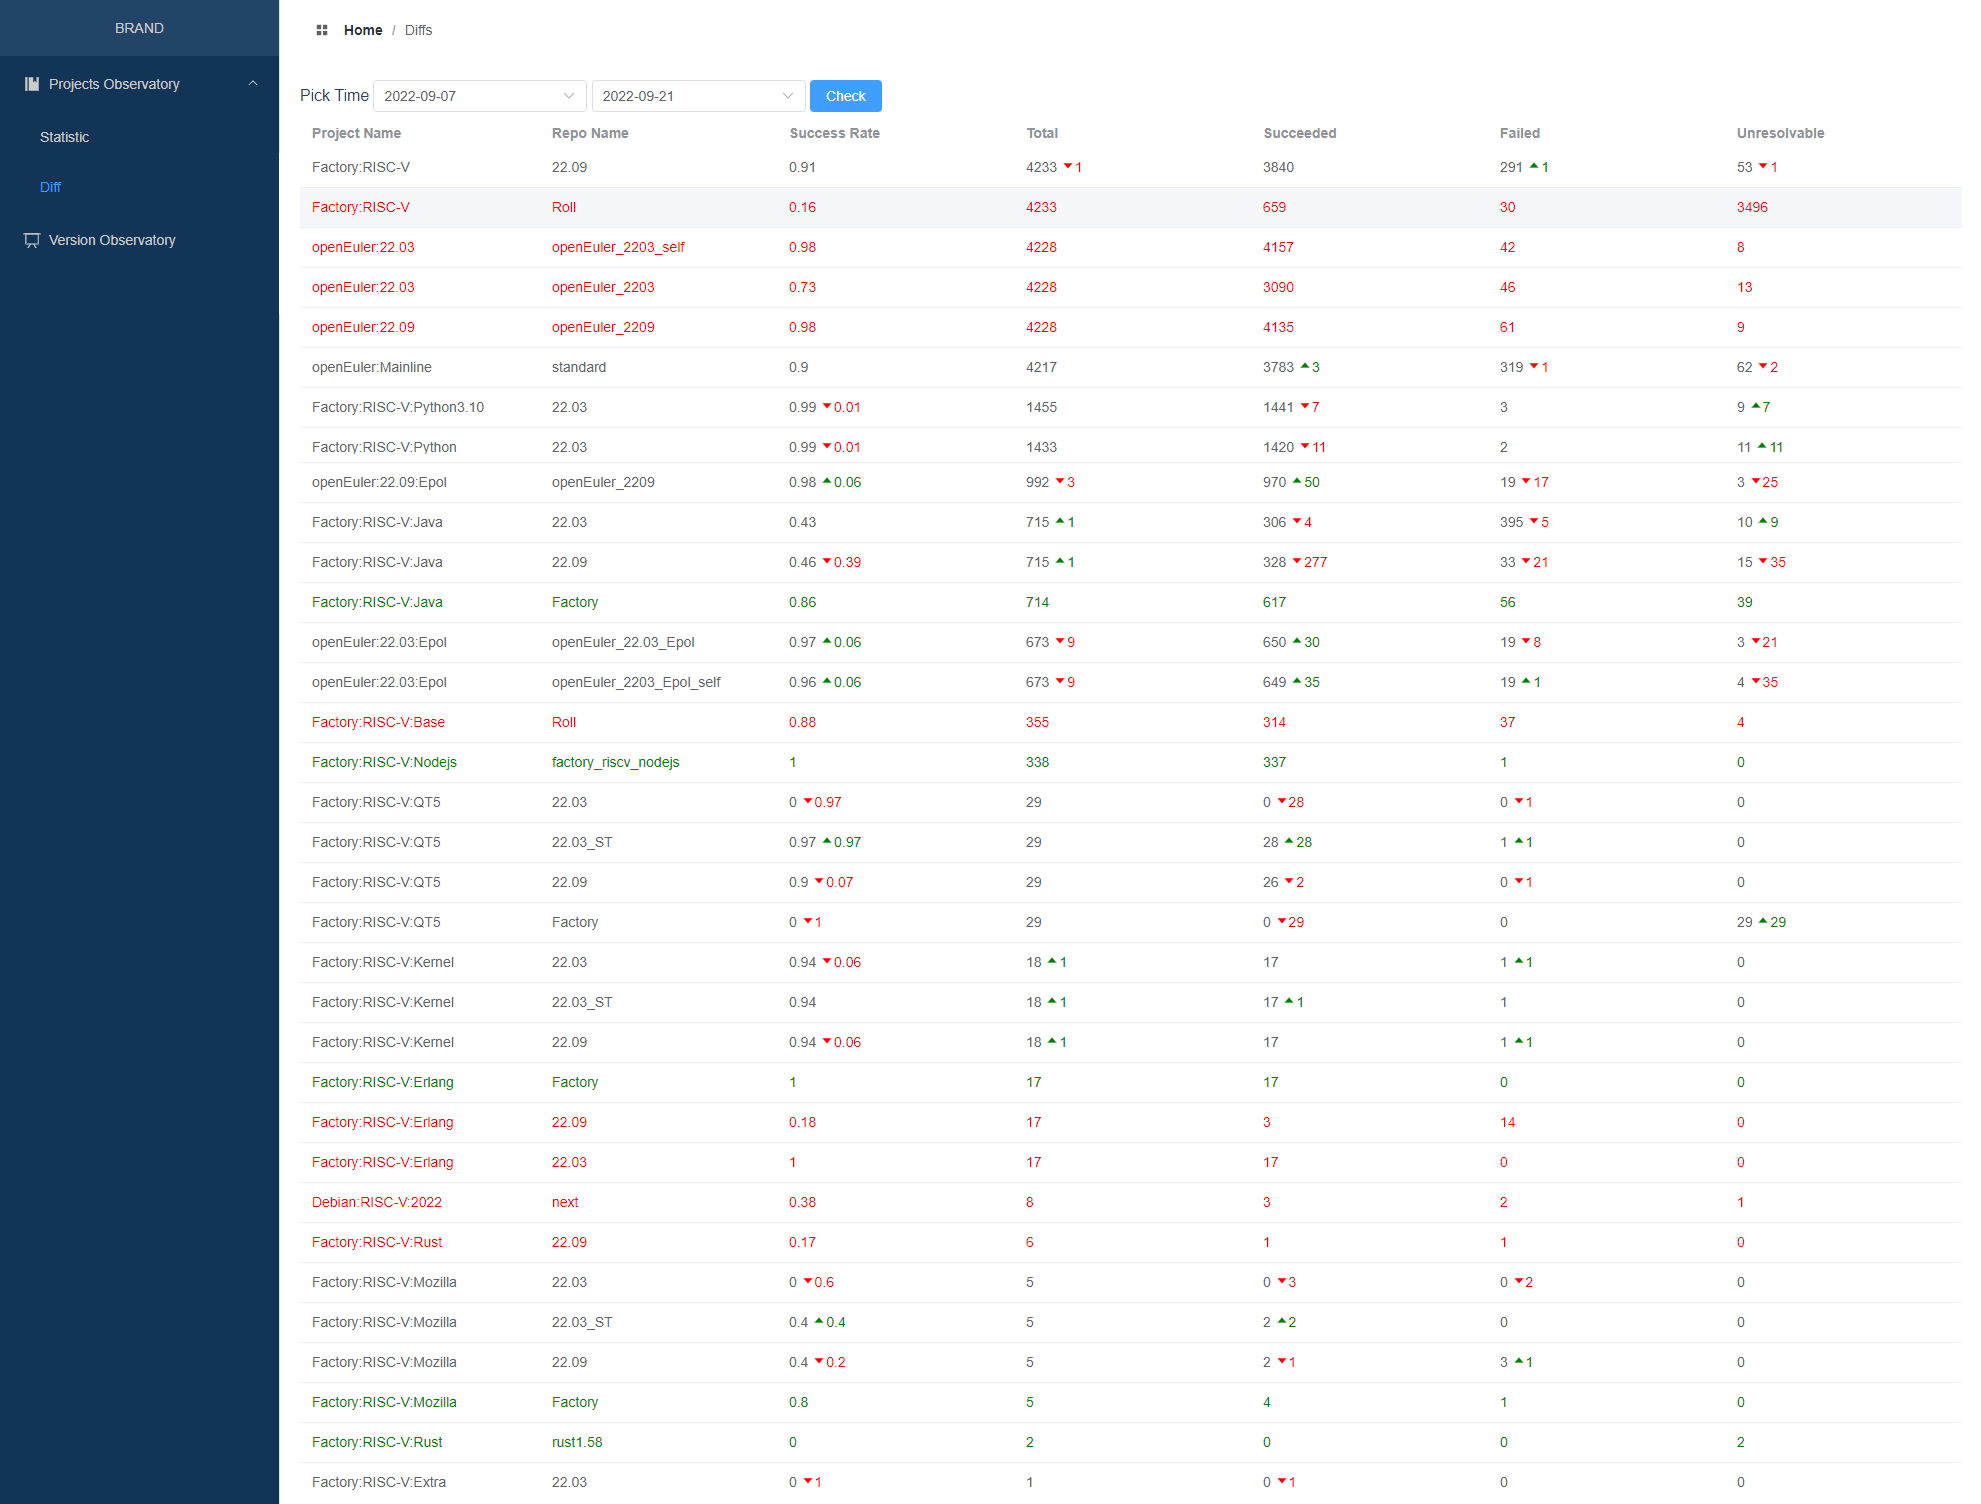 BRAND
Projects Observatory
Statistic
Diff
Version Observatory
Home / Diffs
Pick Time 2022-09-07 2022-09-21 Check
Project Name Repo Name Success Rate Total Succeeded Failed Unresolvable
Factory:RISC-V 22.09 0.91 4233 ▼1 3840 291 ▲1 53 ▼1
Factory:RISC-V Roll 0.16 4233 659 30 3496
openEuler:22.03 openEuler_2203_self 0.98 4228 4157 42 8
openEuler:22.03 openEuler_2203 0.73 4228 3090 46 13
openEuler:22.09 openEuler_2209 0.98 4228 4135 61 9
openEuler:Mainline standard 0.9 4217 3783 ▲3 319 ▼1 62 ▼2
Factory:RISC-V:Python3.10 22.03 0.99 ▼0.01 1455 1441 ▼7 3 9 ▲7
Factory:RISC-V:Python 22.03 0.99 ▼0.01 1433 1420 ▼11 2 11 ▲11
openEuler:22.09:Epol openEuler_2209 0.98 ▲0.06 992 ▼3 970 ▲50 19 ▼17 3 ▼25
Factory:RISC-V:Java 22.03 0.43 715 ▲1 306 ▼4 395 ▼5 10 ▲9
Factory:RISC-V:Java 22.09 0.46 ▼0.39 715 ▲1 328 ▼277 33 ▼21 15 ▼35
Factory:RISC-V:Java Factory 0.86 714 617 56 39
openEuler:22.03:Epol openEuler_22.03_Epol 0.97 ▲0.06 673 ▼9 650 ▲30 19 ▼8 3 ▼21
openEuler:22.03:Epol openEuler_2203_Epol_self 0.96 ▲0.06 673 ▼9 649 ▲35 19 ▲1 4 ▼35
Factory:RISC-V:Base Roll 0.88 355 314 37 4
Factory:RISC-V:Nodejs factory_riscv_nodejs 1 338 337 1 0
Factory:RISC-V:QT5 22.03 0 ▼0.97 29 0 ▼28 0 ▼1 0
Factory:RISC-V:QT5 22.03_ST 0.97 ▲0.97 29 28 ▲28 1 ▲1 0
Factory:RISC-V:QT5 22.09 0.9 ▼0.07 29 26 ▼2 0 ▼1 0
Factory:RISC-V:QT5 Factory 0 ▼1 29 0 ▼29 0 29 ▲29
Factory:RISC-V:Kernel 22.03 0.94 ▼0.06 18 ▲1 17 1 ▲1 0
Factory:RISC-V:Kernel 22.03_ST 0.94 18 ▲1 17 ▲1 1 0
Factory:RISC-V:Kernel 22.09 0.94 ▼0.06 18 ▲1 17 1 ▲1 0
Factory:RISC-V:Erlang Factory 1 17 17 0 0
Factory:RISC-V:Erlang 22.09 0.18 17 3 14 0
Factory:RISC-V:Erlang 22.03 1 17 17 0 0
Debian:RISC-V:2022 next 0.38 8 3 2 1
Factory:RISC-V:Rust 22.09 0.17 6 1 1 0
Factory:RISC-V:Mozilla 22.03 0 ▼0.6 5 0 ▼3 0 ▼2 0
Factory:RISC-V:Mozilla 22.03_ST 0.4 ▲0.4 5 2 ▲2 0 0
Factory:RISC-V:Mozilla 22.09 0.4 ▼0.2 5 2 ▼1 3 ▲1 0
Factory:RISC-V:Mozilla Factory 0.8 5 4 1 0
Factory:RISC-V:Rust rust1.58 0 2 0 0 2
Factory:RISC-V:Extra 22.03 0 ▼1 1 0 ▼1 0 0